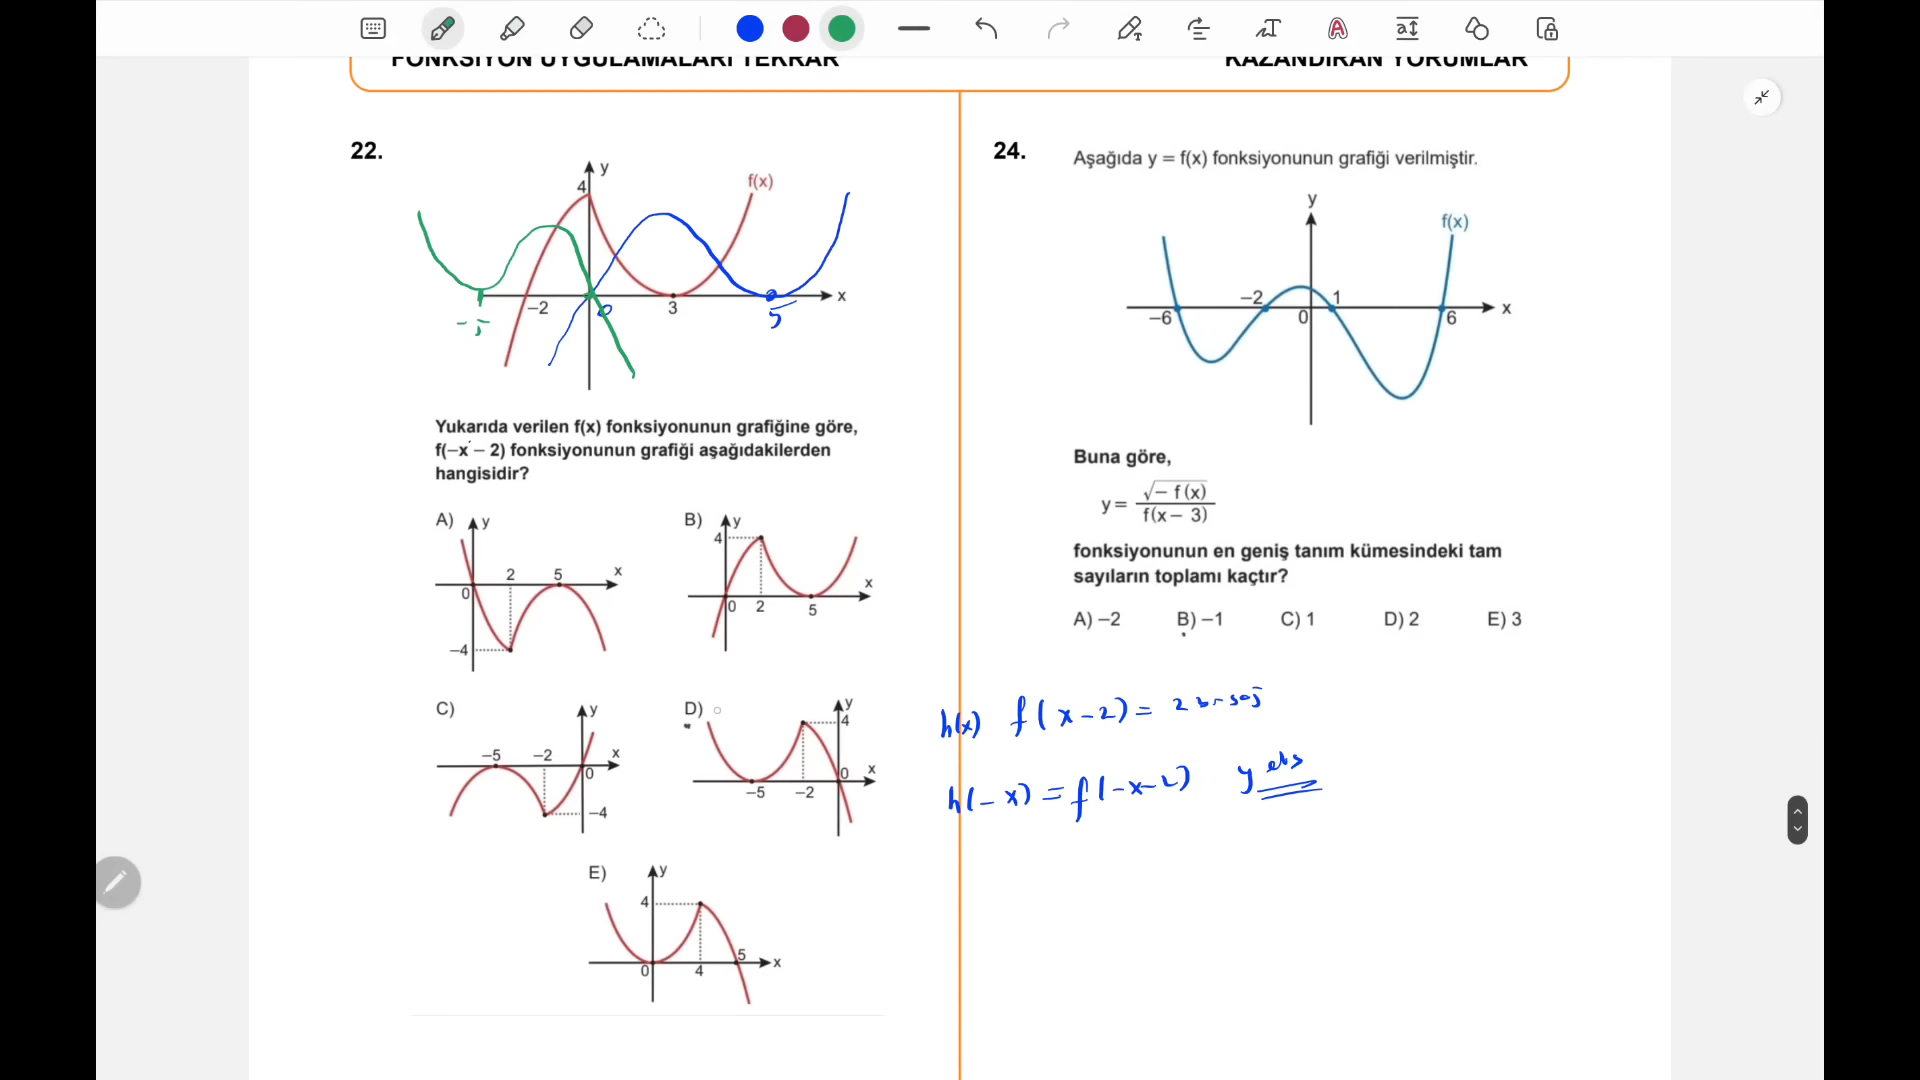 FONKSİYON UYGULAMALARI TEKRAR
KAZANDIRAN YORUMLAR
22.
y
4
f(x)
-2
0
3
x
-5
5
Yukarıda verilen f(x) fonksiyonunun grafiğine göre,
f(–x – 2) fonksiyonunun grafiği aşağıdakilerden
hangisidir?
A)
y
2
5
x
0
–4
B)
y
4
x
0
2
5
C)
y
–5
–2
x
0
–4
D)
y
4
0
x
–5
–2
E)
y
4
5
0
4
x
24.
Aşağıda y = f(x) fonksiyonunun grafiği verilmiştir.
y
f(x)
–2
1
x
–6
0
6
Buna göre,
y = √– f (x)
f(x – 3)
fonksiyonunun en geniş tanım kümesindeki tam
sayıların toplamı kaçtır?
A) –2
B) –1
C) 1
D) 2
E) 3
h(x) f(x-2) = 2 br sağ
h(-x) = f(-x-2) y eks